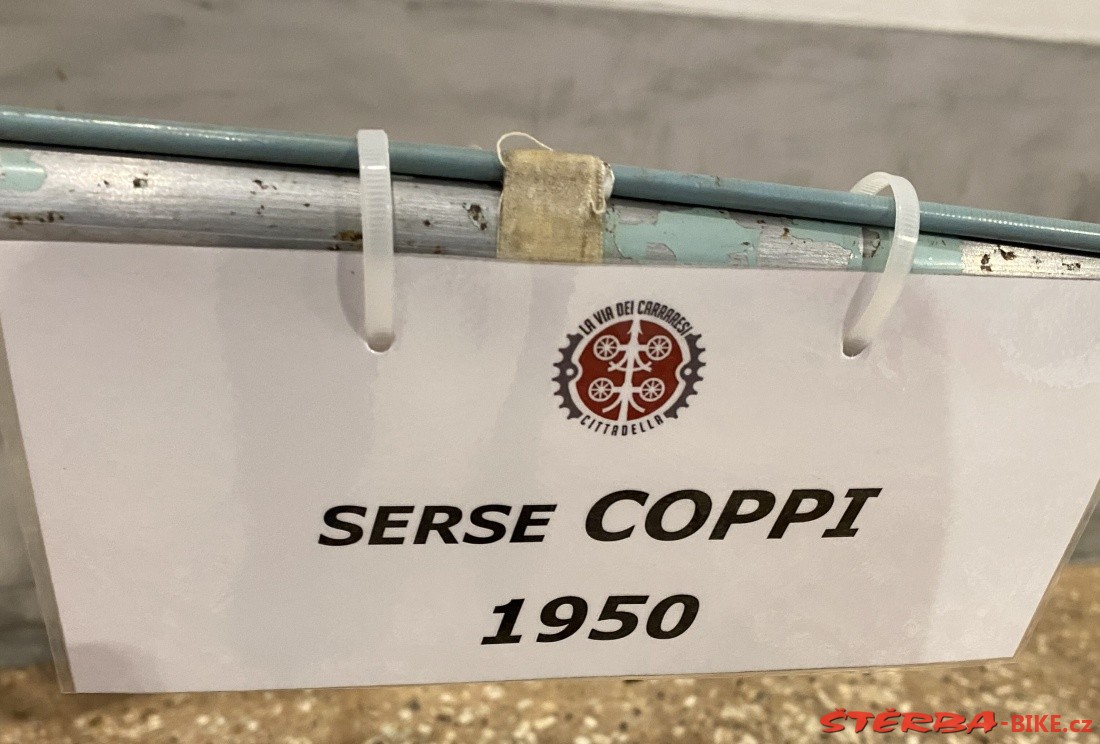 LA VIA DEI CARRARESI
CITTADELLA
SERSE COPPI
1950
ŠTĚRBA-BIKE.cz